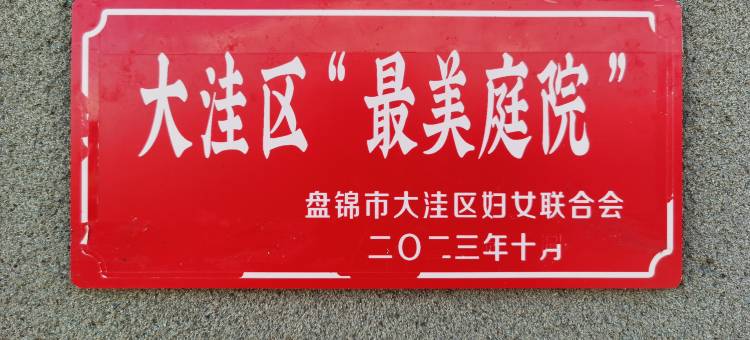 大洼区“最美庭院”
盘锦市大洼区妇女联合会
二〇二三年十月